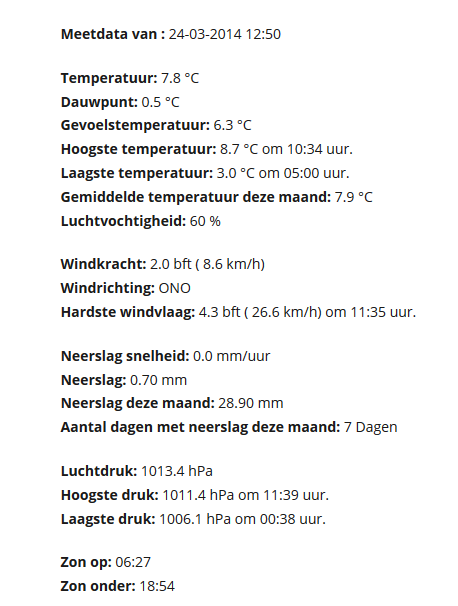 Meetdata van : 24-03-2014 12:50
Temperatuur: 7.8 °C
Dauwpunt: 0.5 °C
Gevoelstemperatuur: 6.3 °C
Hoogste temperatuur: 8.7 °C om 10:34 uur.
Laagste temperatuur: 3.0 °C om 05:00 uur.
Gemiddelde temperatuur deze maand: 7.9 °C
Luchtvochtigheid: 60 %
Windkracht: 2.0 bft ( 8.6 km/h)
Windrichting: ONO
Hardste windvlaag: 4.3 bft ( 26.6 km/h) om 11:35 uur.
Neerslag snelheid: 0.0 mm/uur
Neerslag: 0.70 mm
Neerslag deze maand: 28.90 mm
Aantal dagen met neerslag deze maand: 7 Dagen
Luchtdruk: 1013.4 hPa
Hoogste druk: 1011.4 hPa om 11:39 uur.
Laagste druk: 1006.1 hPa om 00:38 uur.
Zon op: 06:27
Zon onder: 18:54